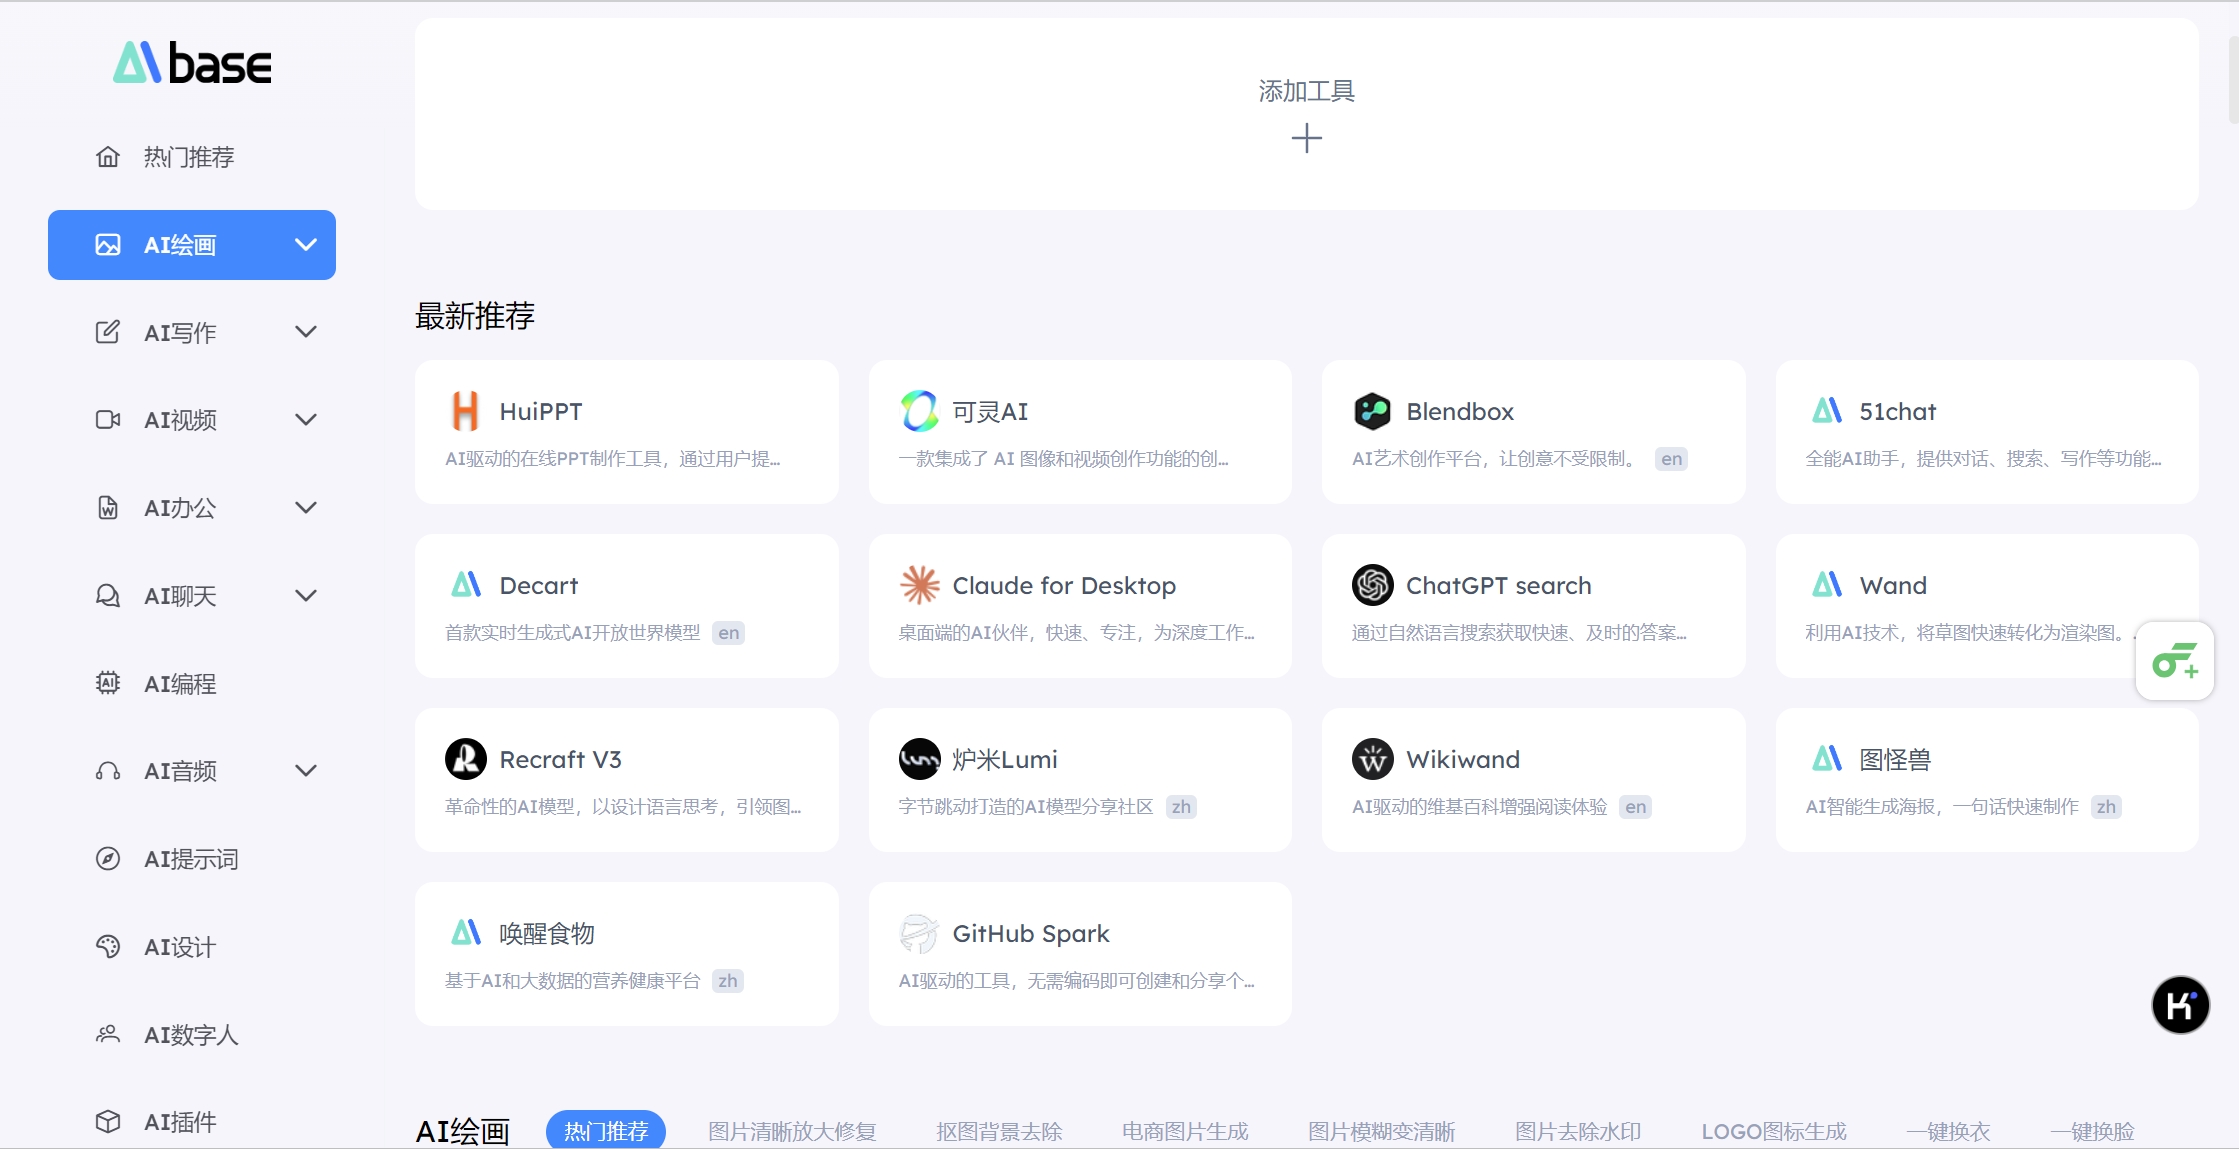 AI base
热门推荐
AI绘画
AI写作
AI视频
AI办公
AI聊天
AI编程
AI音频
AI提示词
AI设计
AI数字人
AI插件
添加工具
最新推荐
HuiPPT
AI驱动的在线PPT制作工具，通过用户提...
可灵AI
一款集成了 AI 图像和视频创作功能的创...
Blendbox
AI艺术创作平台，让创意不受限制。 en
51chat
全能AI助手，提供对话、搜索、写作等功能...
Decart
首款实时生成式AI开放世界模型 en
Claude for Desktop
桌面端的AI伙伴，快速、专注，为深度工作...
ChatGPT search
通过自然语言搜索获取快速、及时的答案...
Wand
利用AI技术，将草图快速转化为渲染图。
Recraft V3
革命性的AI模型，以设计语言思考，引领图...
炉米Lumi
字节跳动打造的AI模型分享社区 zh
Wikiwand
AI驱动的维基百科增强阅读体验 en
图怪兽
AI智能生成海报，一句话快速制作 zh
唤醒食物
基于AI和大数据的营养健康平台 zh
GitHub Spark
AI驱动的工具，无需编码即可创建和分享个...
AI绘画 热门推荐 图片清晰放大修复 抠图背景去除 电商图片生成 图片模糊变清晰 图片去除水印 LOGO图标生成 一键换衣 一键换脸